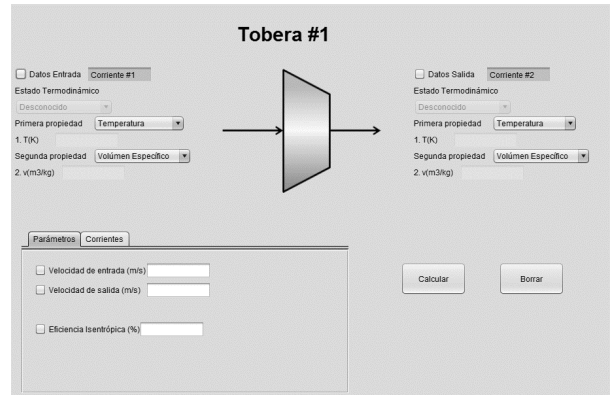 Tobera #1
Datos Entrada Corriente #1
Estado Termodinámico
Desconocido
Primera propiedad Temperatura
1. T(K)
Segunda propiedad Volúmen Específico
2. v(m3/kg)
Datos Salida Corriente #2
Estado Termodinámico
Desconocido
Primera propiedad Temperatura
1. T(K)
Segunda propiedad Volúmen Específico
2. v(m3/kg)
Parámetros Corrientes
Velocidad de entrada (m/s)
Velocidad de salida (m/s)
Eficiencia Isentrópica (%)
Calcular Borrar